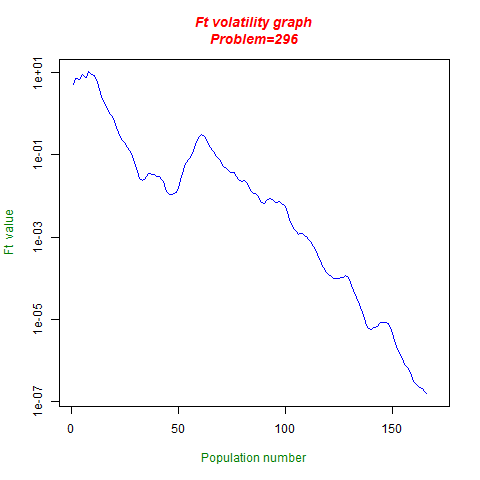 Ft volatility graph
Problem=296
1e+01
1e-01
1e-03
1e-05
1e-07
Ft value
0
50
100
150
Population number